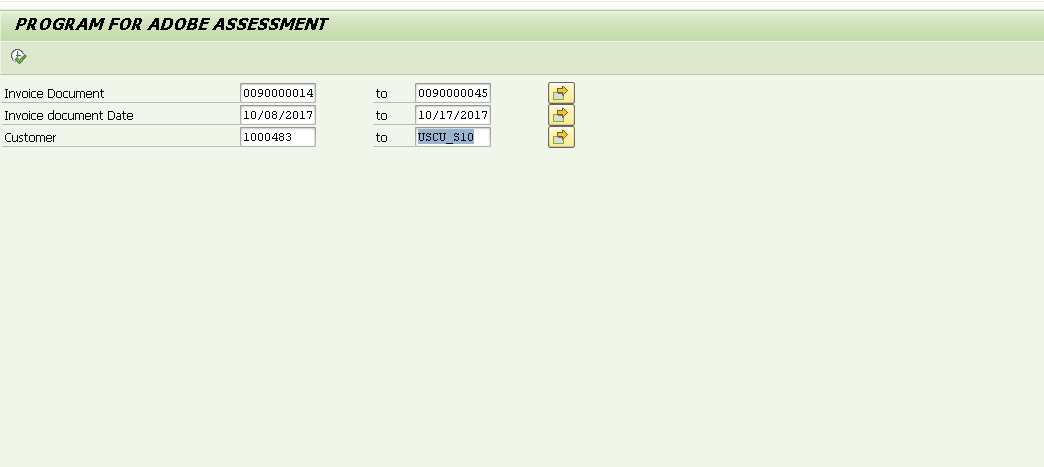 PROGRAM FOR ADOBE ASSESSMENT
Invoice Document 0090000014 to 0090000045
Invoice document Date 10/08/2017 to 10/17/2017
Customer 1000483 to USCU_S10